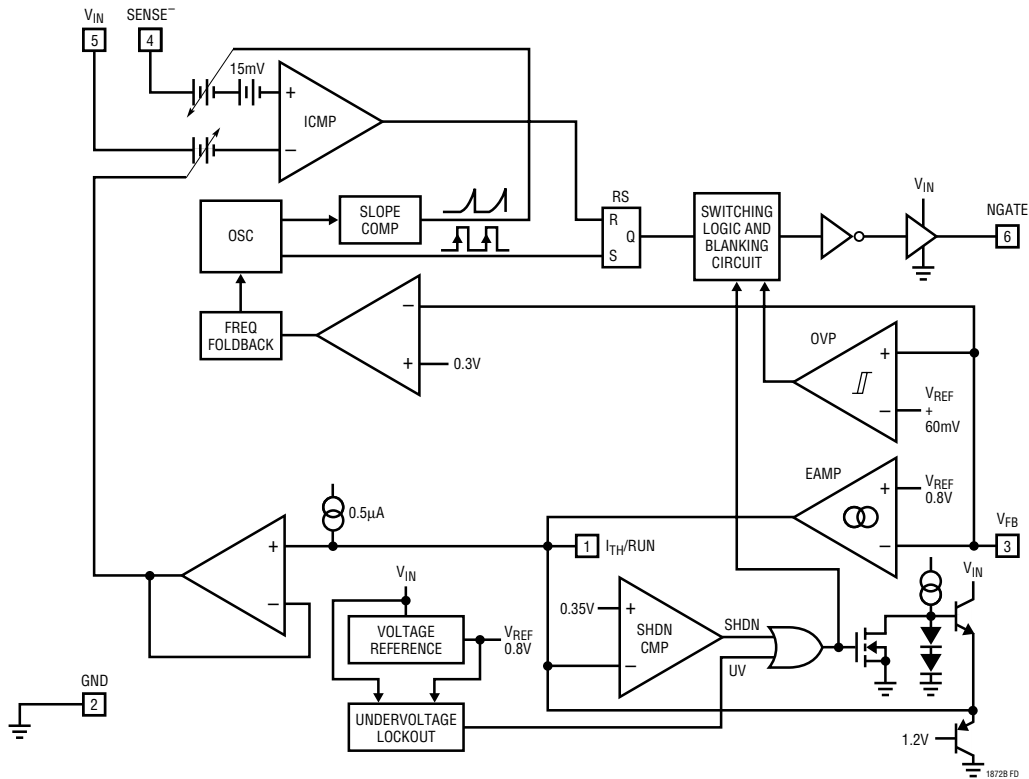 VIN
5
SENSE–
4
15mV
+
–
ICMP
OSC
SLOPE
COMP
RS
R
Q
S
SWITCHING
LOGIC AND
BLANKING
CIRCUIT
VIN
NGATE
6
FREQ
FOLDBACK
–
+
0.3V
OVP
+
–
VREF
+
60mV
EAMP
+
–
VREF
0.8V
VFB
3
0.5µA
+
–
1
ITH/RUN
VIN
VOLTAGE
REFERENCE
VREF
0.8V
UNDERVOLTAGE
LOCKOUT
0.35V
+
–
SHDN
CMP
SHDN
UV
VIN
GND
2
1.2V
1872B FD